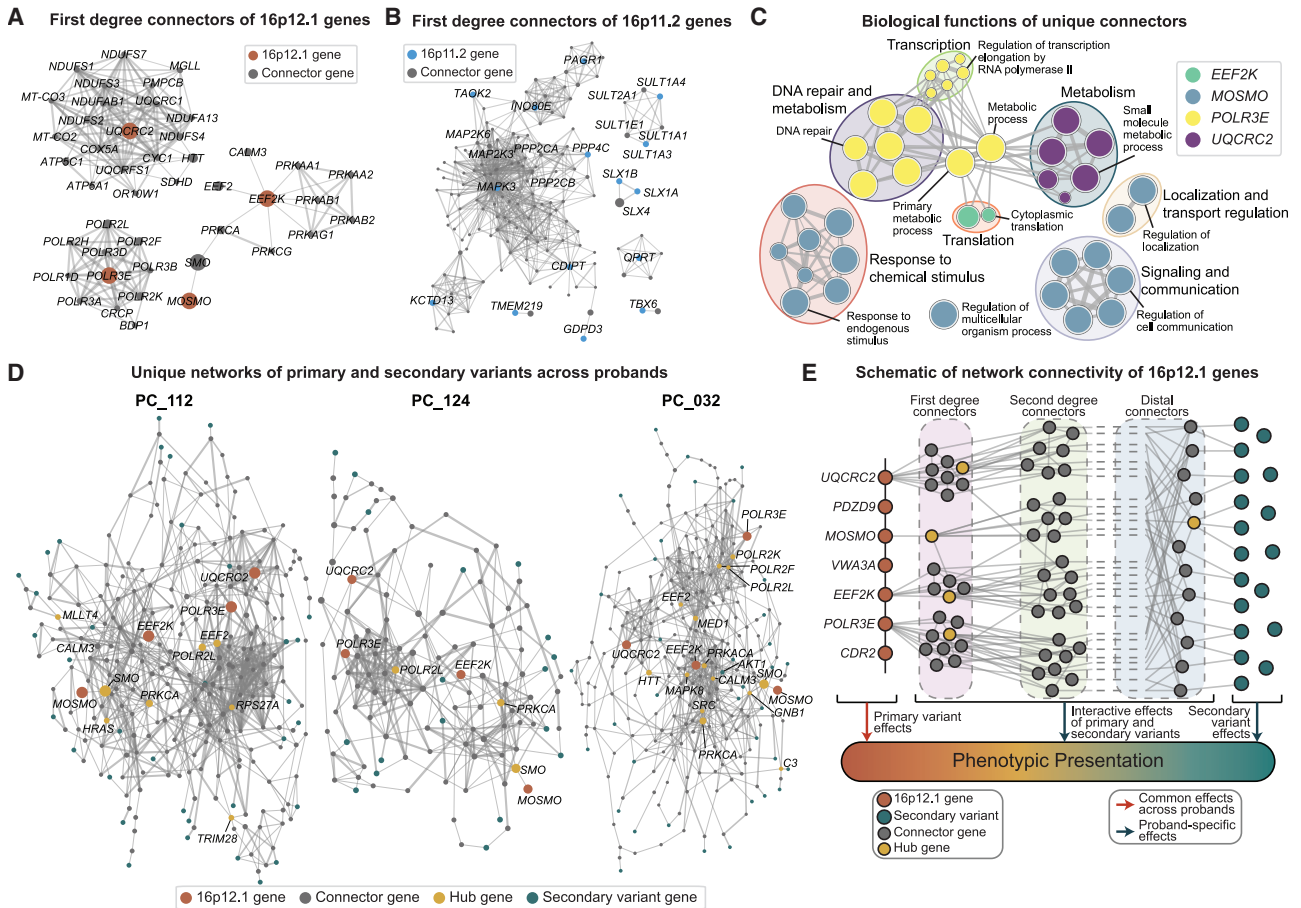 A
First degree connectors of 16p12.1 genes
16p12.1 gene
Connector gene
NDUFS7
NDUFS1
MGLL
NDUFS3
PMPCB
MT-CO3
NDUFAB1
UQCRC1
NDUFS2
NDUFA13
UQCRC2
MT-CO2
NDUFS4
COX5A
ATP5C1
CYC1
HTT
UQCRFS1
ATP5A1
SDHD
OR10W1
CALM3
PRKAA1
EEF2
PRKAA2
EEF2K
PRKAB1
PRKAB2
PRKCA
PRKAG1
PRKCG
SMO
MOSMO
POLR2L
POLR2H
POLR2F
POLR3D
POLR3B
POLR1D
POLR3E
POLR3A
POLR2K
CRCP
BDP1
B
First degree connectors of 16p11.2 genes
16p11.2 gene
Connector gene
PAGR1
TAOK2
INO80E
SULT1A4
SULT2A1
SULT1E1
SULT1A1
SULT1A3
MAP2K6
PPP2CA
PPP4C
MAP2K3
PPP2CB
MAPK3
SLX1B
SLX1A
SLX4
CDIPT
QPRT
KCTD13
TMEM219
TBX6
GDPD3
C
Biological functions of unique connectors
Transcription
Regulation of transcription
elongation by
RNA polymerase II
EEF2K
MOSMO
POLR3E
UQCRC2
DNA repair and
metabolism
DNA repair
Metabolic
process
Metabolism
Small
molecule
metabolic
process
Primary
metabolic
process
Cytoplasmic
translation
Translation
Localization and
transport regulation
Regulation of
localization
Response to
chemical stimulus
Response to
endogenous
stimulus
Regulation of
multicellular
organism process
Signaling and
communication
Regulation of
cell communication
D
Unique networks of primary and secondary variants across probands
PC_112
UQCRC2
MLLT4
POLR3E
EEF2K
EEF2
CALM3
POLR2L
SMO
MOSMO
PRKCA
RPS27A
HRAS
TRIM28
PC_124
UQCRC2
POLR3E
POLR2L
EEF2K
PRKCA
SMO
MOSMO
PC_032
POLR3E
POLR2K
POLR2F
POLR2L
EEF2
MED1
UQCRC2
EEF2K
PRKACA
AKT1
HTT
CALM3
SMO
MAPK8
MOSMO
SRC
GNB1
PRKCA
C3
16p12.1 gene
Connector gene
Hub gene
Secondary variant gene
E
Schematic of network connectivity of 16p12.1 genes
First degree
connectors
Second degree
connectors
Distal
connectors
UQCRC2
PDZD9
MOSMO
VWA3A
EEF2K
POLR3E
CDR2
Primary variant
effects
Interactive effects
of primary and
secondary variants
Secondary
variant
effects
Phenotypic Presentation
16p12.1 gene
Secondary variant
Connector gene
Hub gene
Common effects
across probands
Proband-specific
effects